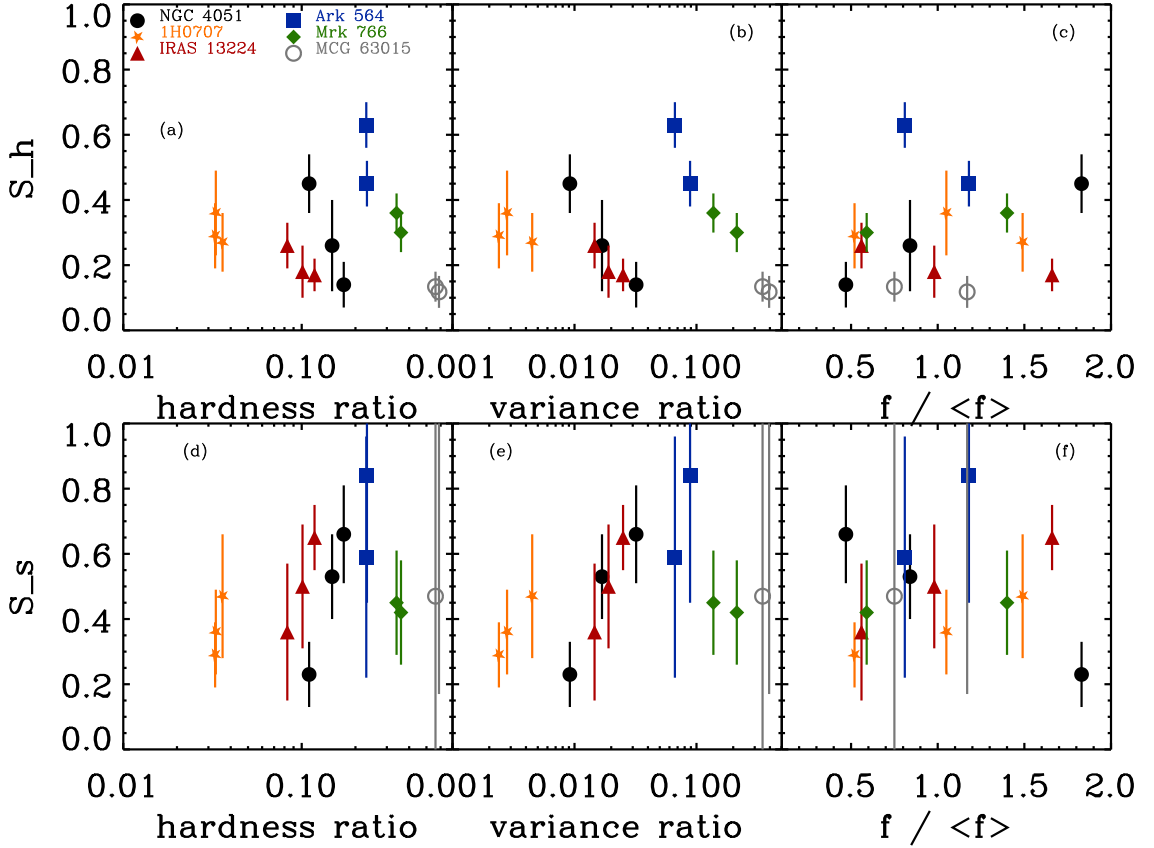 NGC 4051
1H0707
IRAS 13224
Ark 564
Mrk 766
MCG 63015
S_h
1.0
0.8
0.6
0.4
0.2
0.0
(a)
(b)
(c)
0.01 0.10 0.001 0.010 0.100 0.5 1.0 1.5 2.0
hardness ratio variance ratio f / <f>
S_s
1.0
0.8
0.6
0.4
0.2
0.0
(d)
(e)
(f)
0.01 0.10 0.001 0.010 0.100 0.5 1.0 1.5 2.0
hardness ratio variance ratio f / <f>